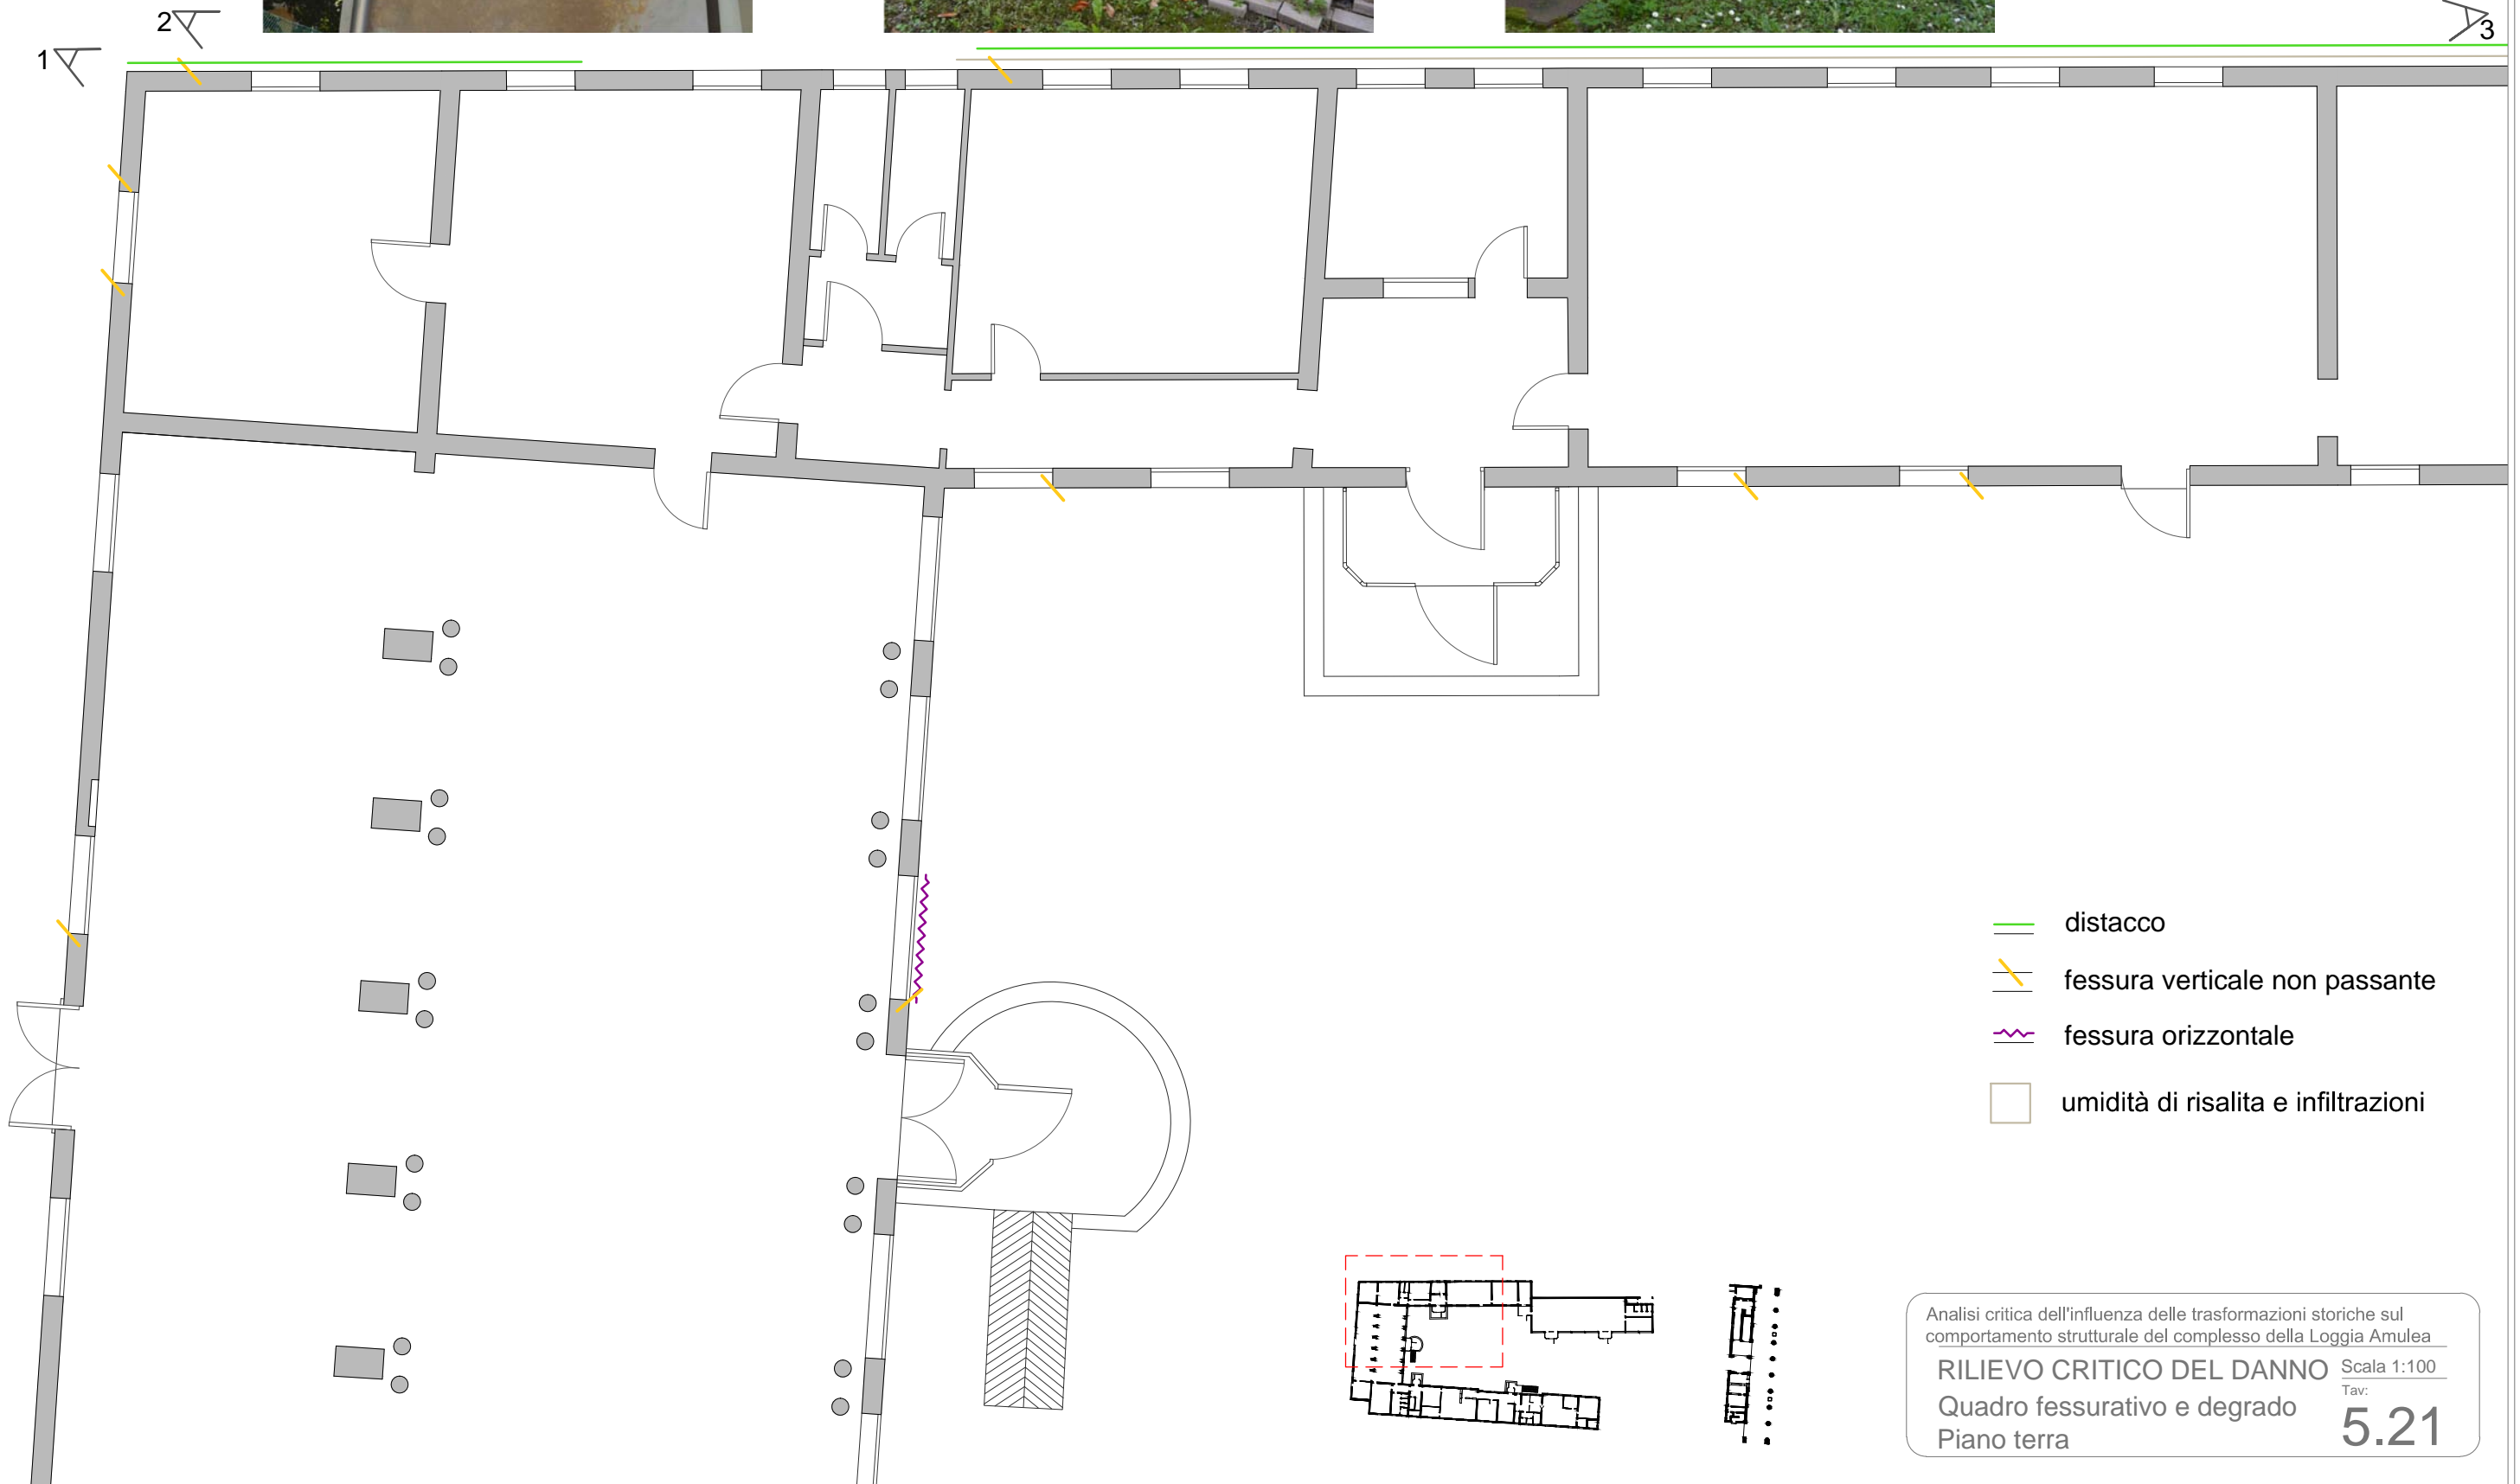 2
1
3
distacco
fessura verticale non passante
fessura orizzontale
umidità di risalita e infiltrazioni
Analisi critica dell'influenza delle trasformazioni storiche sul
comportamento strutturale del complesso della Loggia Amulea
RILIEVO CRITICO DEL DANNO Scala 1:100
Tav:
Quadro fessurativo e degrado
5.21
Piano terra